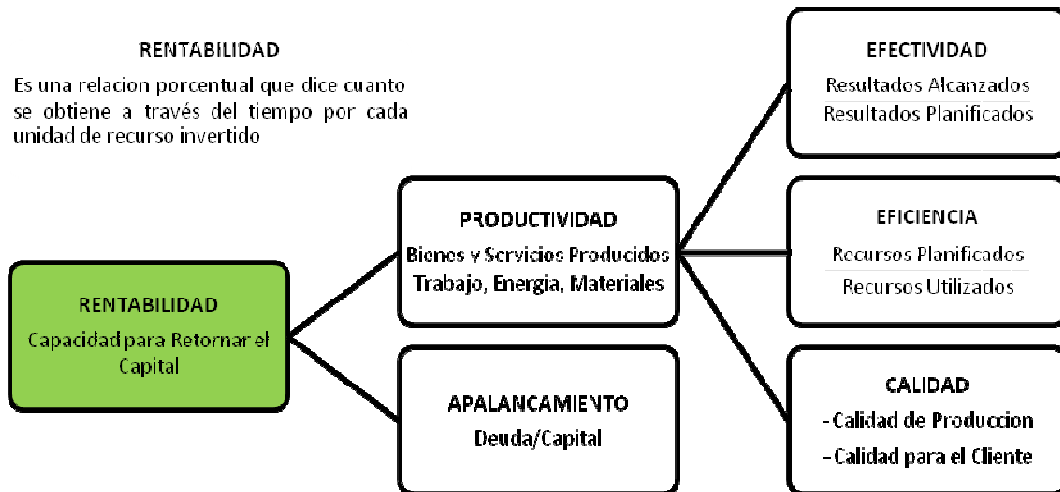 RENTABILIDAD
Es una relacion porcentual que dice cuanto
se obtiene a través del tiempo por cada
unidad de recurso invertido
RENTABILIDAD
Capacidad para Retornar el
Capital
PRODUCTIVIDAD
Bienes y Servicios Producidos
Trabajo, Energia, Materiales
APALANCAMIENTO
Deuda/Capital
EFECTIVIDAD
Resultados Alcanzados
Resultados Planificados
EFICIENCIA
Recursos Planificados
Recursos Utilizados
CALIDAD
- Calidad de Produccion
- Calidad para el Cliente